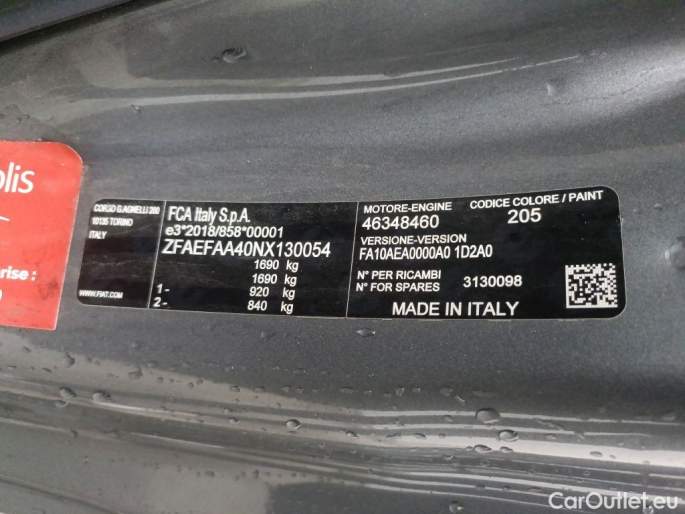 olis
rise :
CORSO G.AGNELLI 200
10135 TORINO
ITALY
WWW.FIAT.COM
FCA Italy S.p.A.
e3*2018/858*00001
ZFAEFAA40NX130054
1690 kg
1690 kg
1- 920 kg
2- 840 kg
MOTORE-ENGINE
46348460
CODICE COLORE / PAINT
205
VERSIONE-VERSION
FA10AEA0000A0 1D2A0
N° PER RICAMBI
N° FOR SPARES 3130098
MADE IN ITALY
CarOutlet.eu